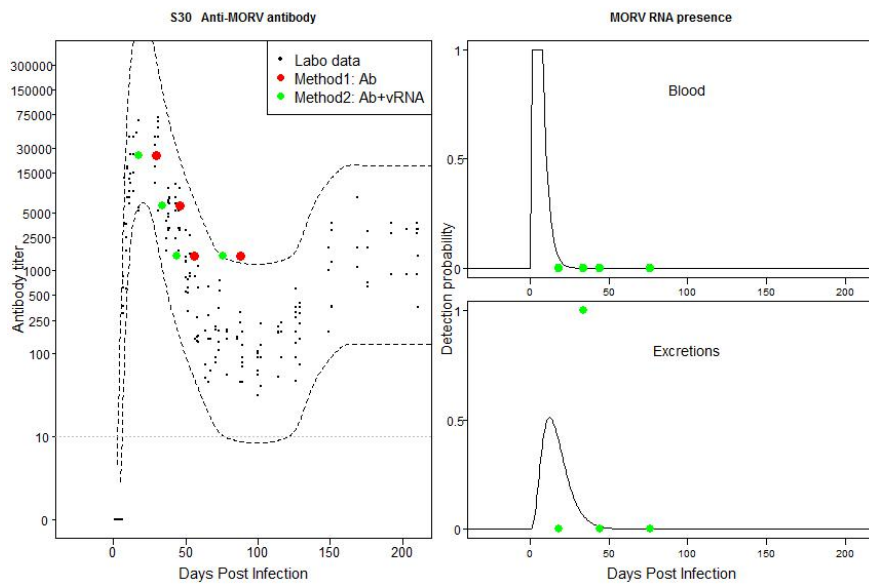 S30 Anti-MORV antibody
Antibody titer
300000
150000
75000
30000
15000
5000
2500
1000
500
250
100
10
0
Labo data
Method1: Ab
Method2: Ab+vRNA
0 50 100 150 200
Days Post Infection
MORV RNA presence
Detection probability
1
0.5
0
Blood
0 50 100 150 200
1
0.5
0
Excretions
0 50 100 150 200
Days Post Infection